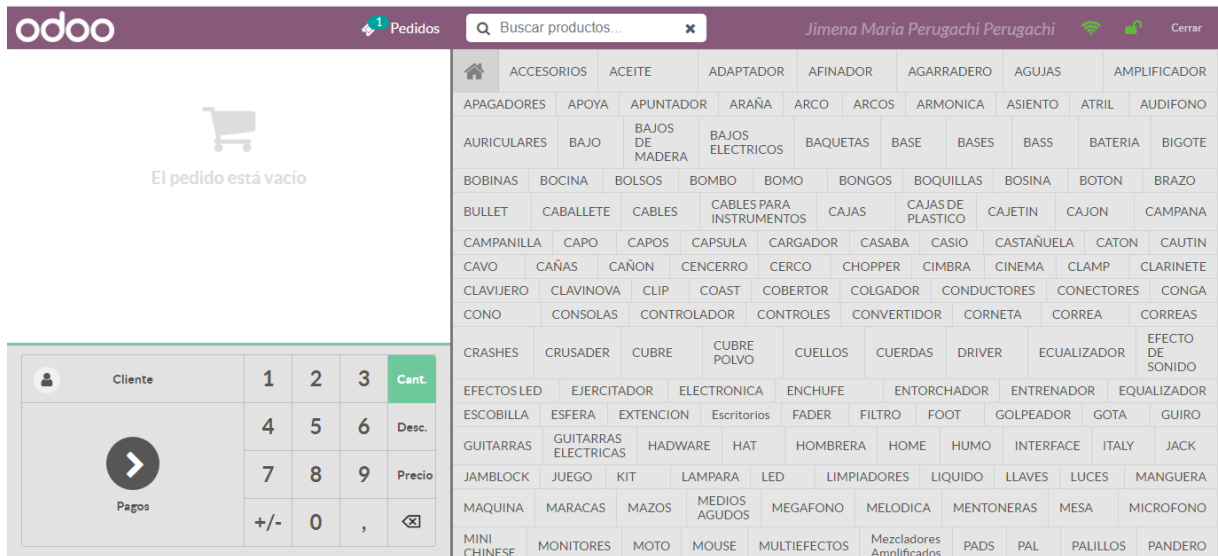 odoo 1 Pedidos Buscar productos... Jimena Maria Perugachi Perugachi Cerrar
El pedido está vacío
Cliente 1 2 3 Cant.
4 5 6 Desc.
Pagos 7 8 9 Precio
+/- 0 ,
ACCESORIOS ACEITE ADAPTADOR AFINADOR AGARRADERO AGUJAS AMPLIFICADOR
APAGADORES APOYA APUNTADOR ARAÑA ARCO ARCOS ARMONICA ASIENTO ATRIL AUDIFONO
AURICULARES BAJO BAJOS DE MADERA BAJOS ELECTRICOS BAQUETAS BASE BASES BASS BATERIA BIGOTE
BOBINAS BOCINA BOLSOS BOMBO BOMO BONGOS BOQUILLAS BOSINA BOTON BRAZO
BULLET CABALLETE CABLES CABLES PARA INSTRUMENTOS CAJAS CAJAS DE PLASTICO CAJETIN CAJON CAMPANA
CAMPANILLA CAPO CAPOS CAPSULA CARGADOR CASABA CASIO CASTAÑUELA CATON CAUTIN
CAVO CAÑAS CAÑON CENCERRO CERCO CHOPPER CIMBRA CINEMA CLAMP CLARINETE
CLAVIJERO CLAVINOVA CLIP COAST COBERTOR COLGADOR CONDUCTORES CONECTORES CONGA
CONO CONSOLAS CONTROLADOR CONTROLES CONVERTIDOR CORNETA CORREA CORREAS
CRASHES CRUSADER CUBRE CUBRE POLVO CUELLOS CUERDAS DRIVER ECUALIZADOR EFECTO DE SONIDO
EFECTOS LED EJERCITADOR ELECTRONICA ENCHUFE ENTORCHADOR ENTRENADOR EQUALIZADOR
ESCOBILLA ESFERA EXTENCION Escritorios FADER FILTRO FOOT GOLPEADOR GOTA GUIRO
GUITARRAS GUITARRAS ELECTRICAS HADWARE HAT HOMBRERA HOME HUMO INTERFACE ITALY JACK
JAMBLOCK JUEGO KIT LAMPARA LED LIMPIADORES LIQUIDO LLAVES LUCES MANGUERA
MAQUINA MARACAS MAZOS MEDIOS AGUDOS MEGAFONO MELODICA MENTONERAS MESA MICROFONO
MINI CHINESE MONITORES MOTO MOUSE MULTIEFECTOS Mezcladores Amplificados PADS PAL PALILLOS PANDERO